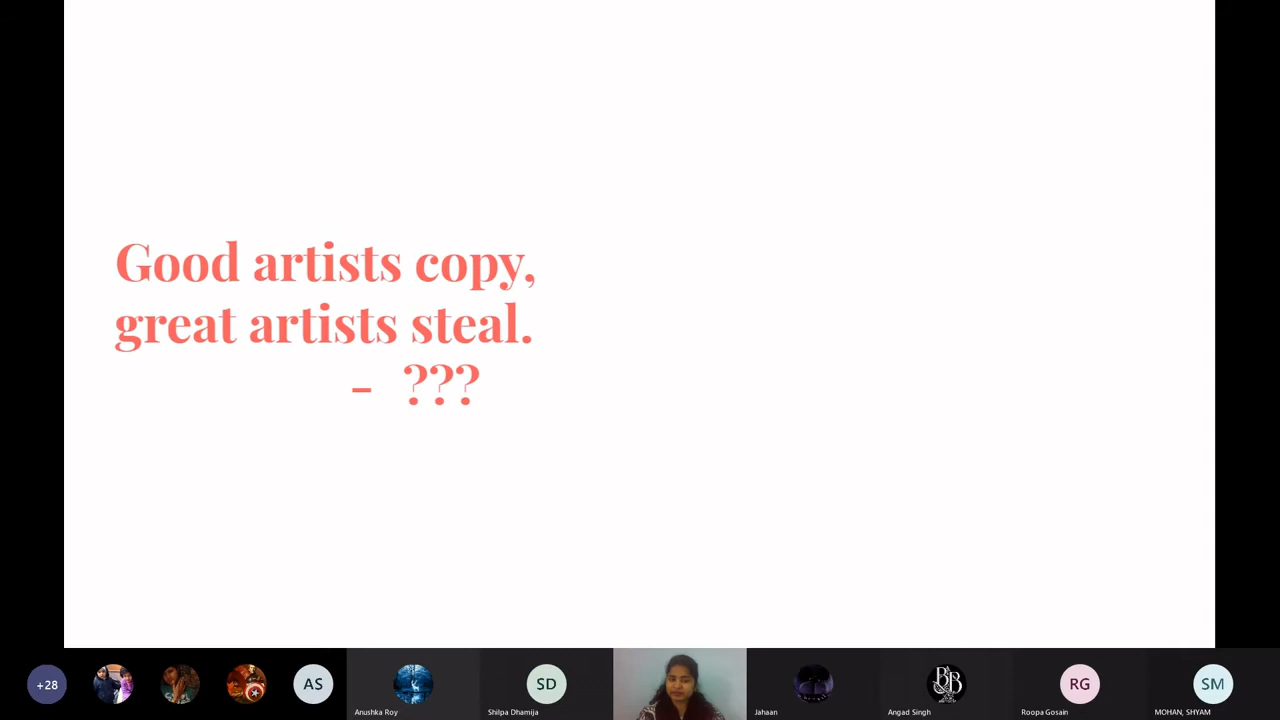 Good artists copy,
great artists steal.
- ???
+28
AS
Anushka Roy
SD
Shilpa Dhamija
Jahaan
BB
Angad Singh
RG
Roopa Gosain
SM
MOHAN, SHYAM